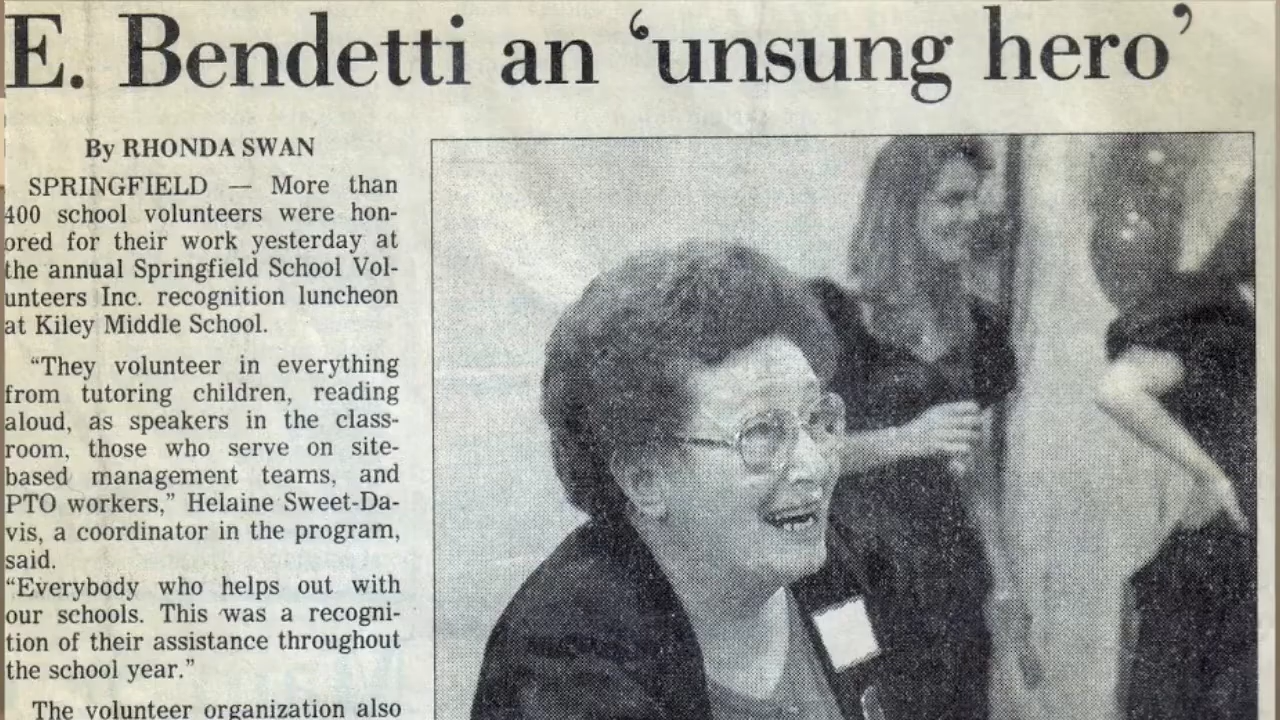 E. Bendetti an ‘unsung hero’
By RHONDA SWAN
SPRINGFIELD — More than
400 school volunteers were hon-
ored for their work yesterday at
the annual Springfield School Vol-
unteers Inc. recognition luncheon
at Kiley Middle School.
“They volunteer in everything
from tutoring children, reading
aloud, as speakers in the class-
room, those who serve on site-
based management teams, and
PTO workers,” Helaine Sweet-Da-
vis, a coordinator in the program,
said.
“Everybody who helps out with
our schools. This was a recogni-
tion of their assistance throughout
the school year.”
The volunteer organization also